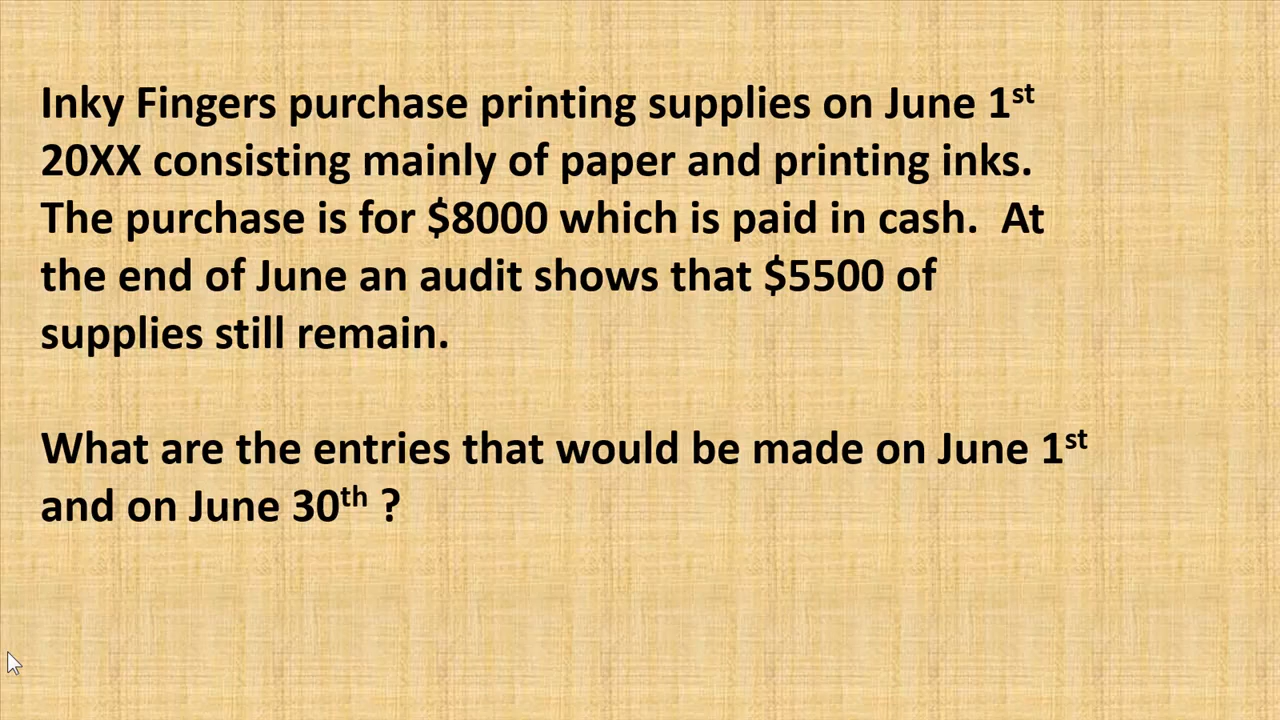 Inky Fingers purchase printing supplies on June 1st
20XX consisting mainly of paper and printing inks.
The purchase is for $8000 which is paid in cash.  At
the end of June an audit shows that $5500 of
supplies still remain.
What are the entries that would be made on June 1st
and on June 30th ?